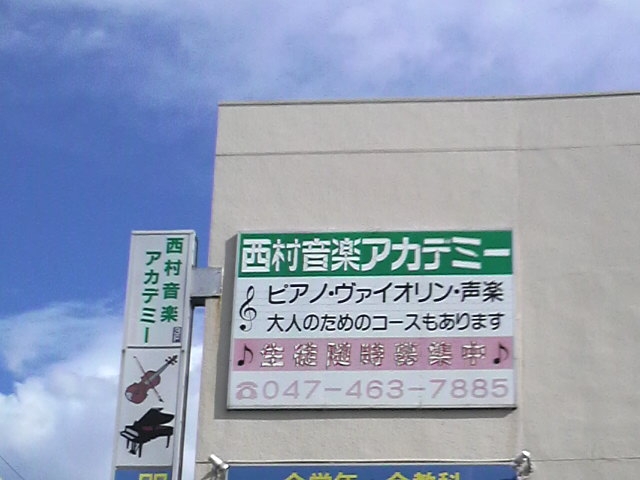 西村音楽アカデミー
ピアノ・ヴァイオリン・声楽
大人のためのコースもあります
♪生徒随時募集中♪
☎047-463-7885
西村音楽
アカデミー